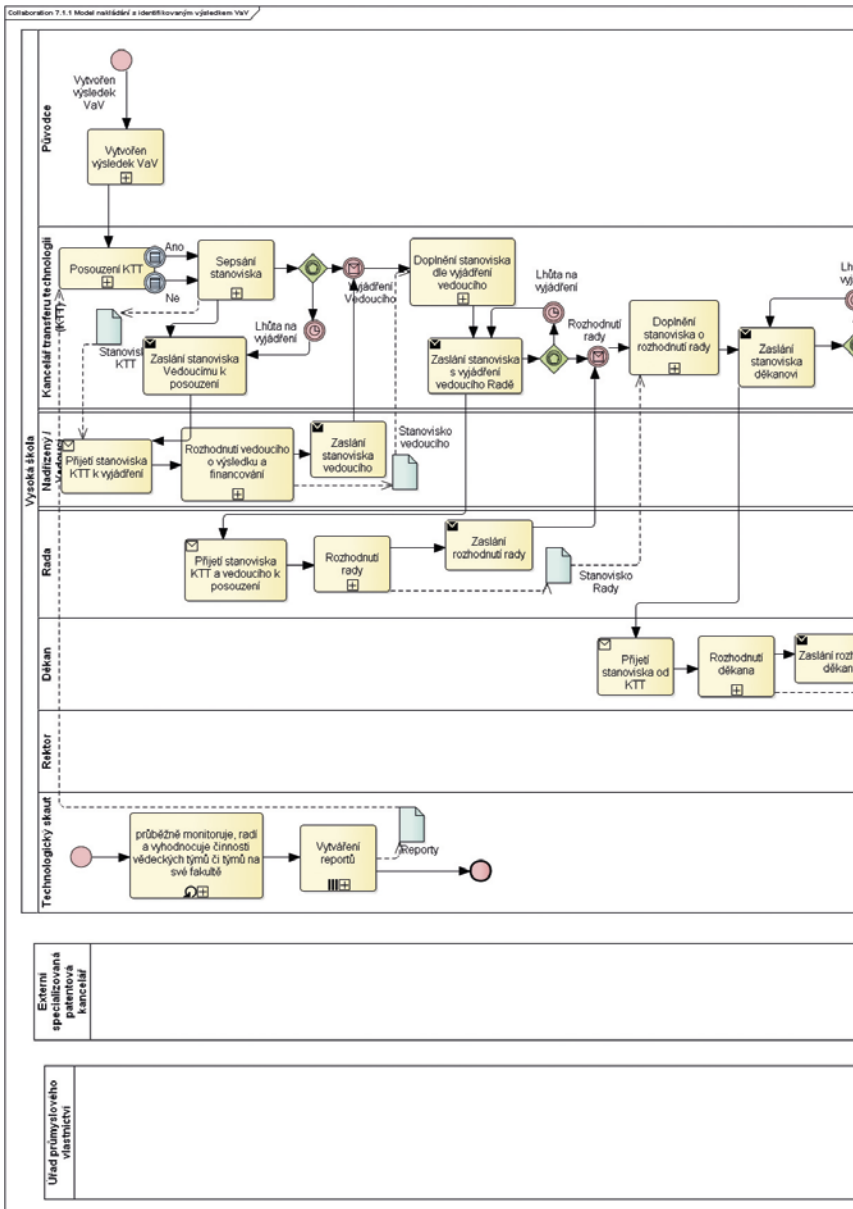 Collaboration 7.1.1 Model nakládání s identifikovaným výsledkem VaV
Vysoká škola
Původce
Vytvořen
výsledek
VaV
Vytvořen
výsledek VaV
Kancelář transferu technologií
(KTT)
Posouzení KTT
Ano
Ne
Sepsání
stanoviska
Stanovisko
KTT
Lhůta na
vyjádření
Zaslání stanoviska
Vedoucímu k
posouzení
Vyjádření
Vedoucího
Doplnění stanoviska
dle vyjádření
vedoucího
Lhůta na
vyjádření
Zaslání stanoviska
s vyjádření
vedoucího Radě
Rozhodnutí
rady
Doplnění
stanoviska o
rozhodnutí rady
Zaslání
stanoviska
děkanovi
Nadřízený /
Přijetí stanoviska
KTT k vyjádření
Rozhodnutí vedoucího
o výsledku a
financování
Zaslání
stanoviska
vedoucího
Stanovisko
vedoucího
Rada
Přijetí stanoviska
KTT a vedoucího k
posouzení
Rozhodnutí
rady
Zaslání
rozhodnutí rady
Stanovisko
Rady
Děkan
Přijetí
stanoviska od
KTT
Rozhodnutí
děkana
Zaslání rozh
děkan
Rektor
Technologický skaut
průběžně monitoruje, radí
a vyhodnocuje činnosti
vědeckých týmů či týmů na
své fakultě
Vytváření
reportů
Reporty
Externí
specializovaná
patentová
kancelář
Úřad průmyslového
vlastnictví